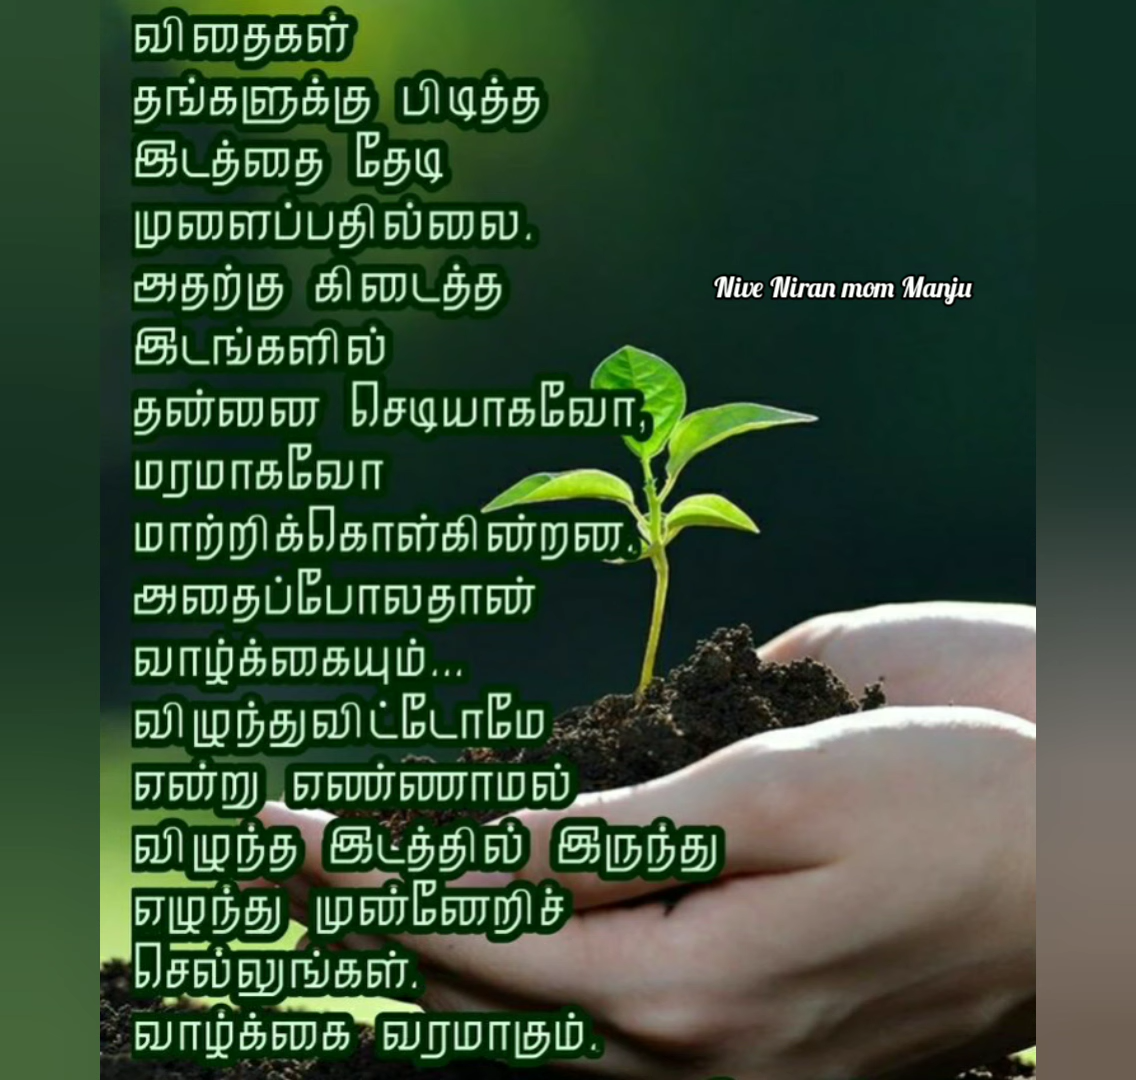 விதைகள்
தங்களுக்கு பிடித்த
இடத்தை தேடி
முளைப்பதில்லை.
அதற்கு கிடைத்த
இடங்களில்
தன்னை செடியாகவோ,
மரமாகவோ
மாற்றிக்கொள்கின்றன.
அதைப்போலதான்
வாழ்க்கையும்...
விழுந்துவிட்டோமே
என்று எண்ணாமல்
விழுந்த இடத்தில் இருந்து
எழுந்து முன்னேறிச்
செல்லுங்கள்.
வாழ்க்கை வரமாகும்.
Nive Niran mom Manju